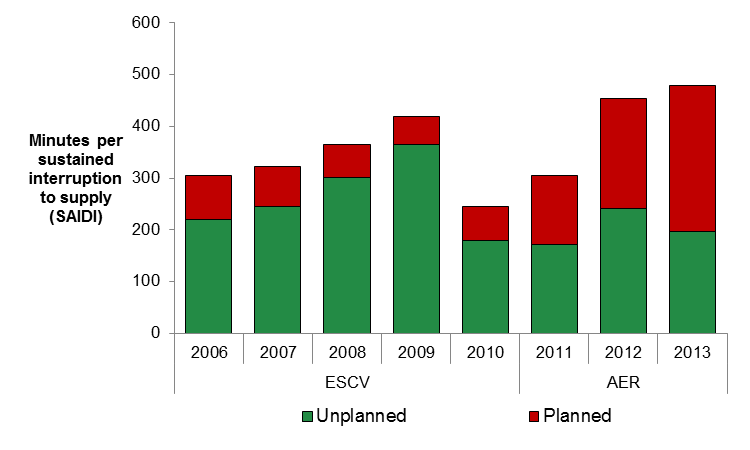 600
500
400
300
200
100
0
Minutes per
sustained
interruption
to supply
(SAIDI)
2006 2007 2008 2009 2010 2011 2012 2013
ESCV AER
Unplanned Planned